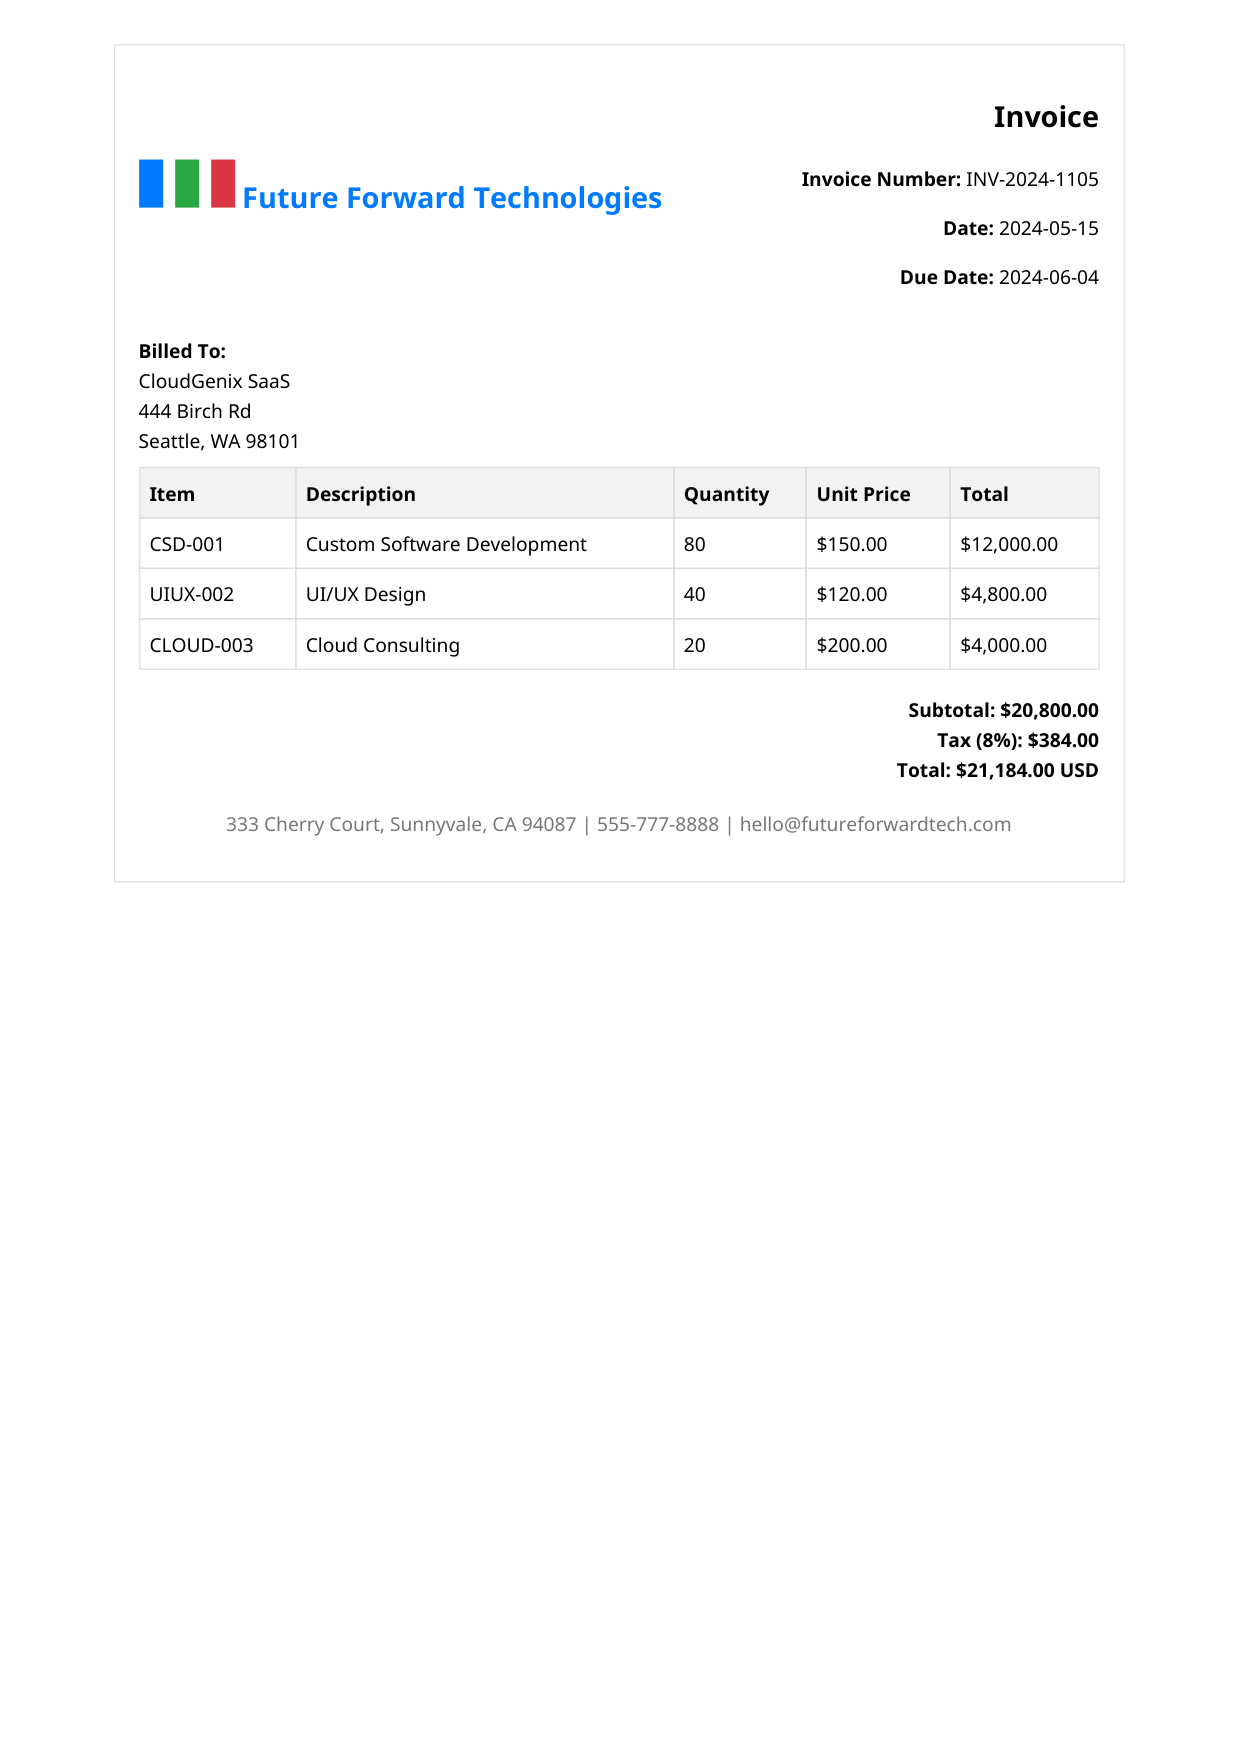 Invoice
Future Forward Technologies
Invoice Number: INV-2024-1105
Date: 2024-05-15
Due Date: 2024-06-04
Billed To:
CloudGenix SaaS
444 Birch Rd
Seattle, WA 98101
Item Description Quantity Unit Price Total
CSD-001 Custom Software Development 80 $150.00 $12,000.00
UIUX-002 UI/UX Design 40 $120.00 $4,800.00
CLOUD-003 Cloud Consulting 20 $200.00 $4,000.00
Subtotal: $20,800.00
Tax (8%): $384.00
Total: $21,184.00 USD
333 Cherry Court, Sunnyvale, CA 94087 | 555-777-8888 | hello@futureforwardtech.com